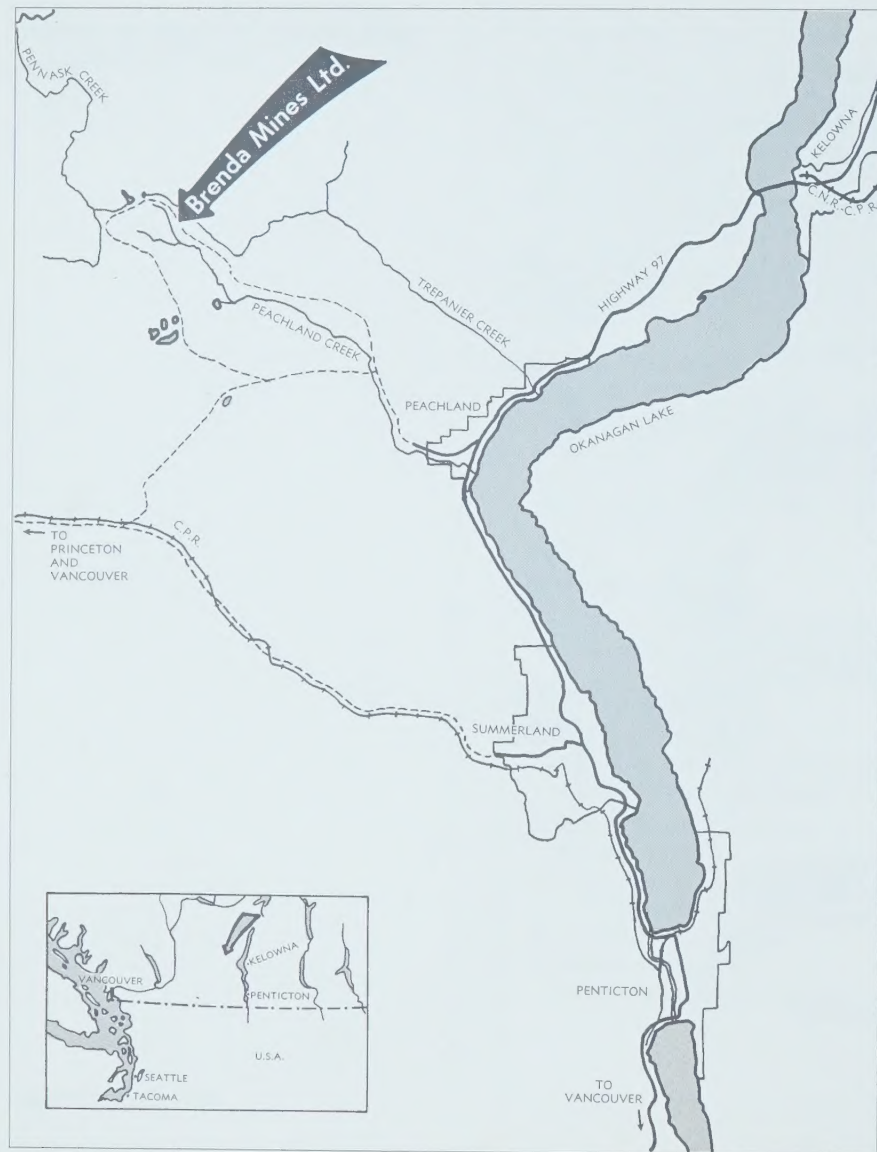 PENNASK CREEK
Brenda Mines Ltd.
KELOWNA
C.N.R.-C.P.R.
HIGHWAY 97
TREPANIER CREEK
PEACHLAND CREEK
PEACHLAND
OKANAGAN LAKE
C.P.R.
TO
PRINCETON
AND
VANCOUVER
SUMMERLAND
PENTICTON
TO
VANCOUVER
KELOWNA
VANCOUVER
PENTICTON
U.S.A.
SEATTLE
TACOMA